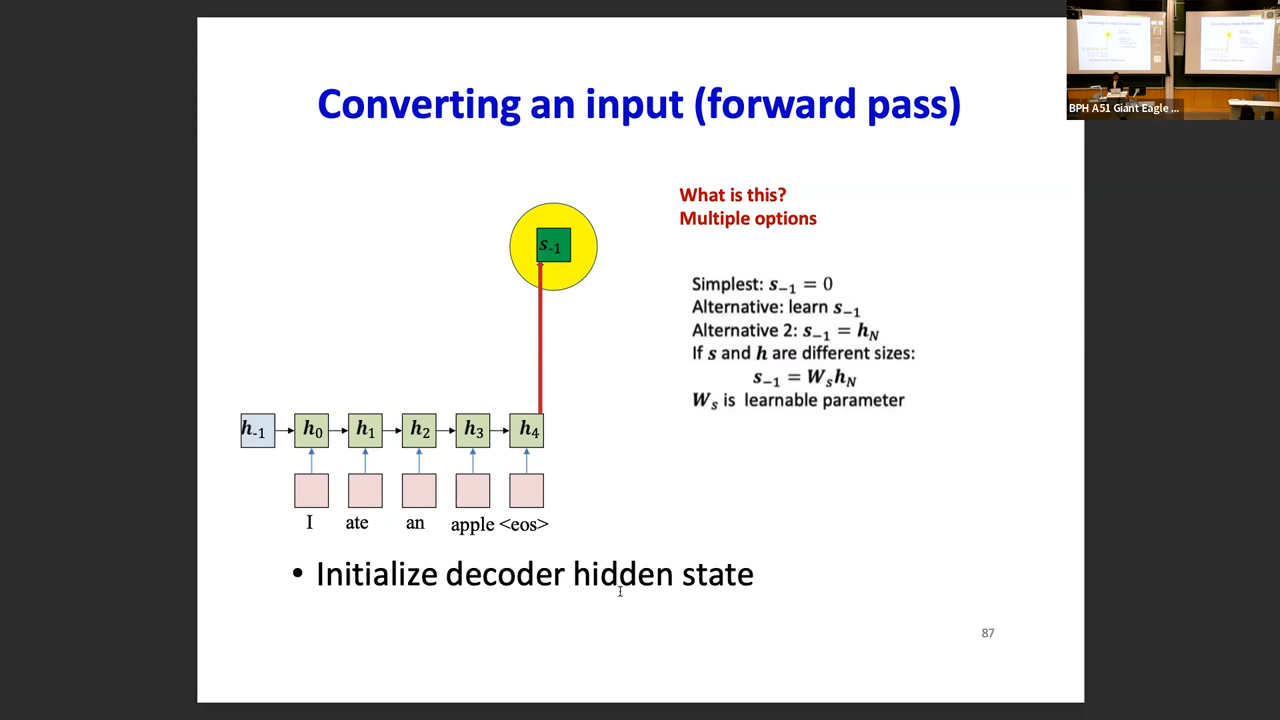 Converting an input (forward pass)
BPH A51 Giant Eagle ...
What is this?
Multiple options
s-1
Simplest: s₋₁ = 0
Alternative: learn s₋₁
Alternative 2: s₋₁ = h_N
If s and h are different sizes:
s₋₁ = W_s h_N
W_s is learnable parameter
h-1 h0 h1 h2 h3 h4
I ate an apple <eos>
• Initialize decoder hidden state
87